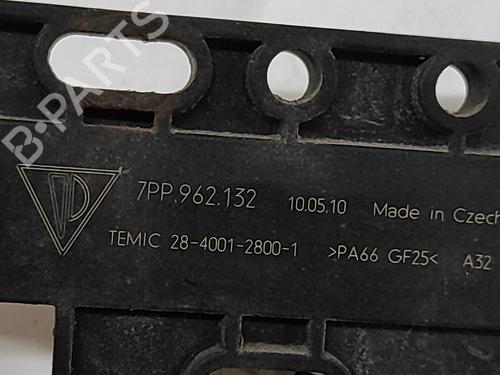 7PP.962.132 10.05.10 Made in Czech
TEMIC 28-4001-2800-1 >PA66 GF25< A32
B-PARTS